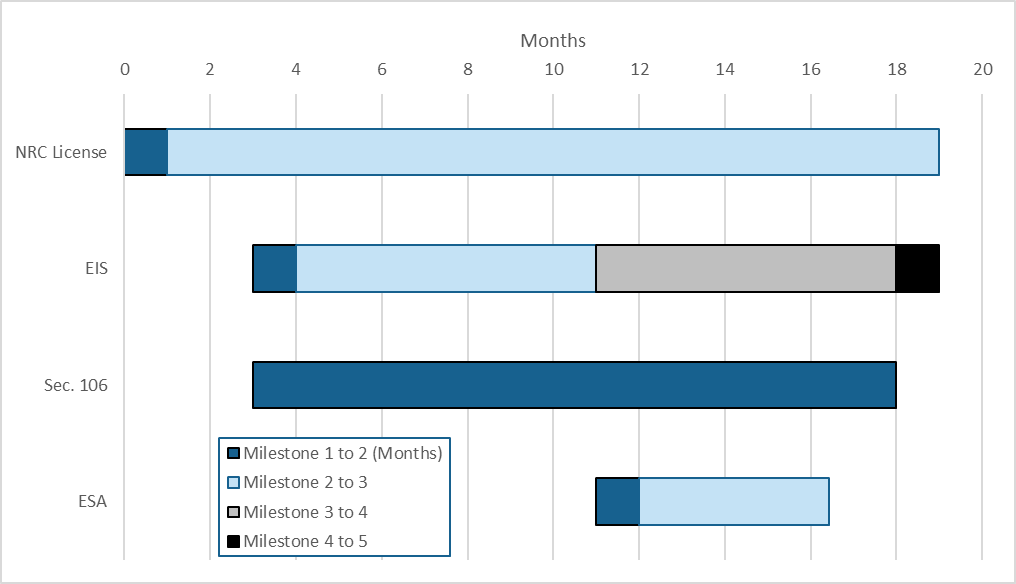 Months
0 2 4 6 8 10 12 14 16 18 20
NRC License
EIS
Sec. 106
ESA
Milestone 1 to 2 (Months)
Milestone 2 to 3
Milestone 3 to 4
Milestone 4 to 5